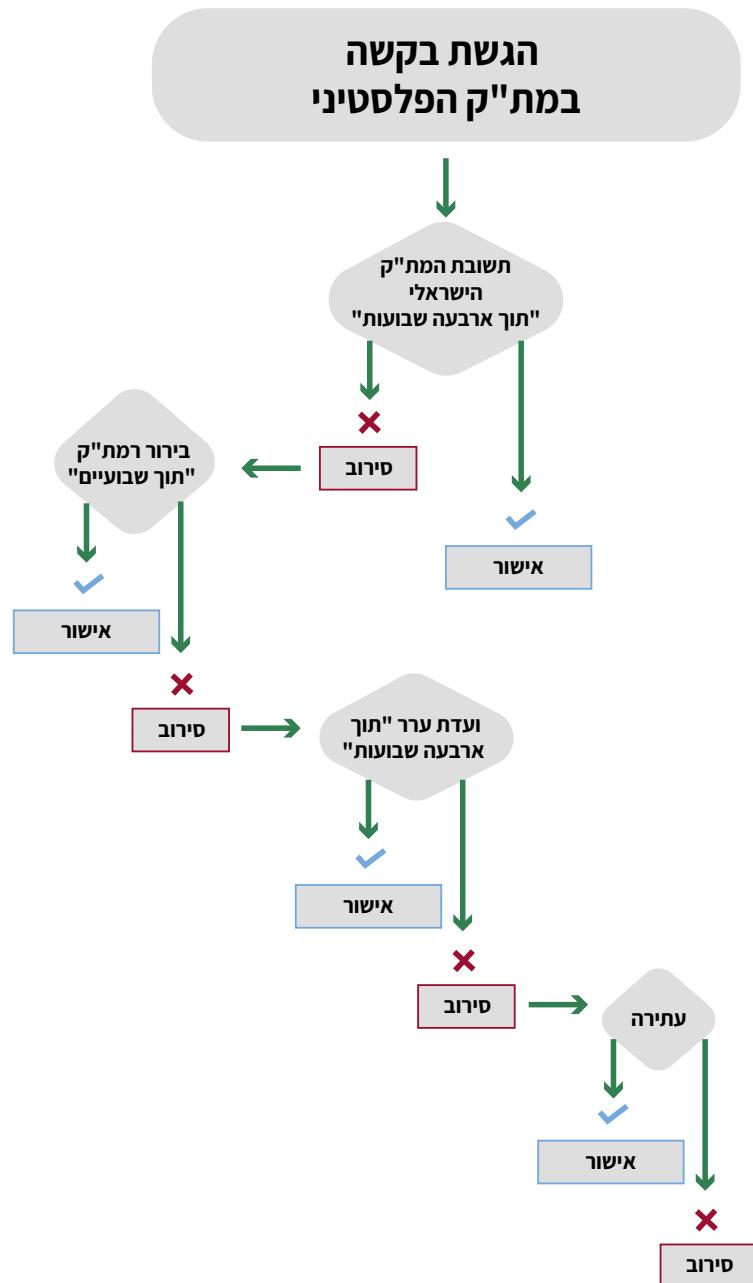 הגשת בקשה
במת"ק הפלסטיני
תשובת המת"ק
הישראלי
"תוך ארבעה שבועות"
סירוב
אישור
בירור רמת"ק
"תוך שבועיים"
אישור
סירוב
ועדת ערר "תוך
ארבעה שבועות"
אישור
סירוב
עתירה
אישור
סירוב